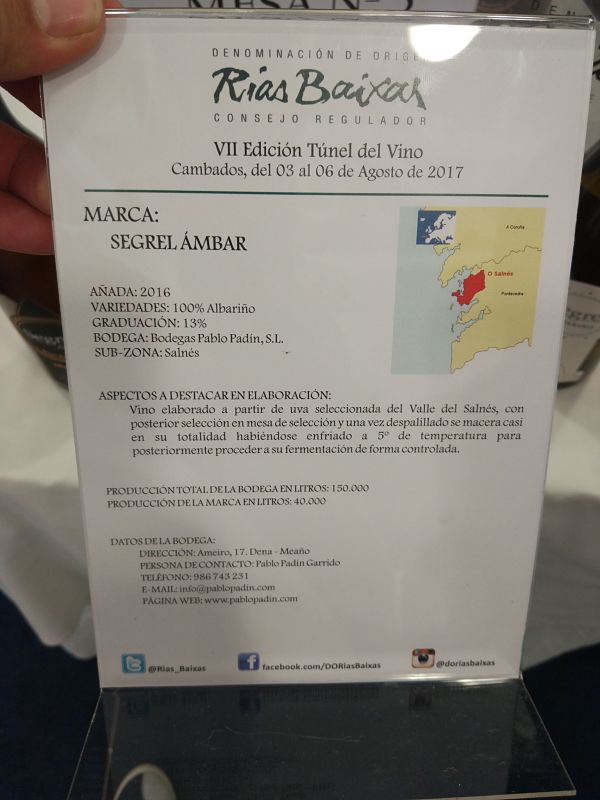 MESA Nº
DENOMINACIÓN DE ORIGE
Rías Baixas
CONSEJO REGULADOR
VII Edición Túnel del Vino
Cambados, del 03 al 06 de Agosto de 2017
MARCA:
SEGREL ÁMBAR
A Coruña
O Salnés
Pontevedra
AÑADA: 2016
VARIEDADES: 100% Albariño
GRADUACIÓN: 13%
BODEGA: Bodegas Pablo Padín, S.L.
SUB-ZONA: Salnés
ASPECTOS A DESTACAR EN ELABORACIÓN:
Vino elaborado a partir de uva seleccionada del Valle del Salnés, con
posterior selección en mesa de selección y una vez despalillado se macera casi
en su totalidad habiéndose enfriado a 5º de temperatura para
posteriormente proceder a su fermentación de forma controlada.
PRODUCCIÓN TOTAL DE LA BODEGA EN LITROS: 150.000
PRODUCCIÓN DE LA MARCA EN LITROS: 40.000
DATOS DE LA BODEGA:
DIRECCIÓN: Ameiro, 17. Dena - Meaño
PERSONA DE CONTACTO: Pablo Padín Garrido
TELÉFONO: 986 743 231
E-MAIL: info@pablopadin.com
PÁGINA WEB: www.pablopadin.com
@Rias_Baixas
facebook.com/DORiasBaixas
@doriasbaixas